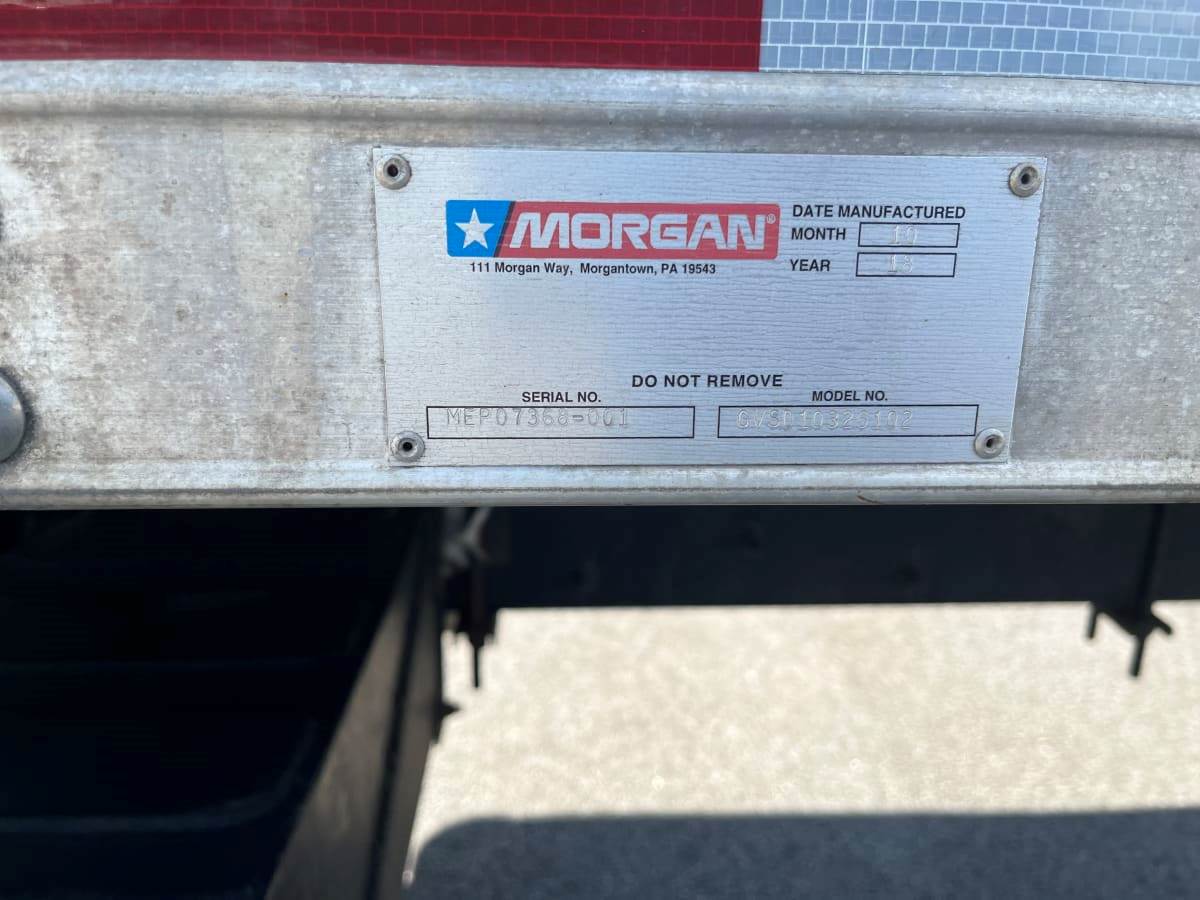 MORGAN®
111 Morgan Way, Morgantown, PA 19543
DATE MANUFACTURED
MONTH 10
YEAR 18
DO NOT REMOVE
SERIAL NO.
MEP07368-001
MODEL NO.